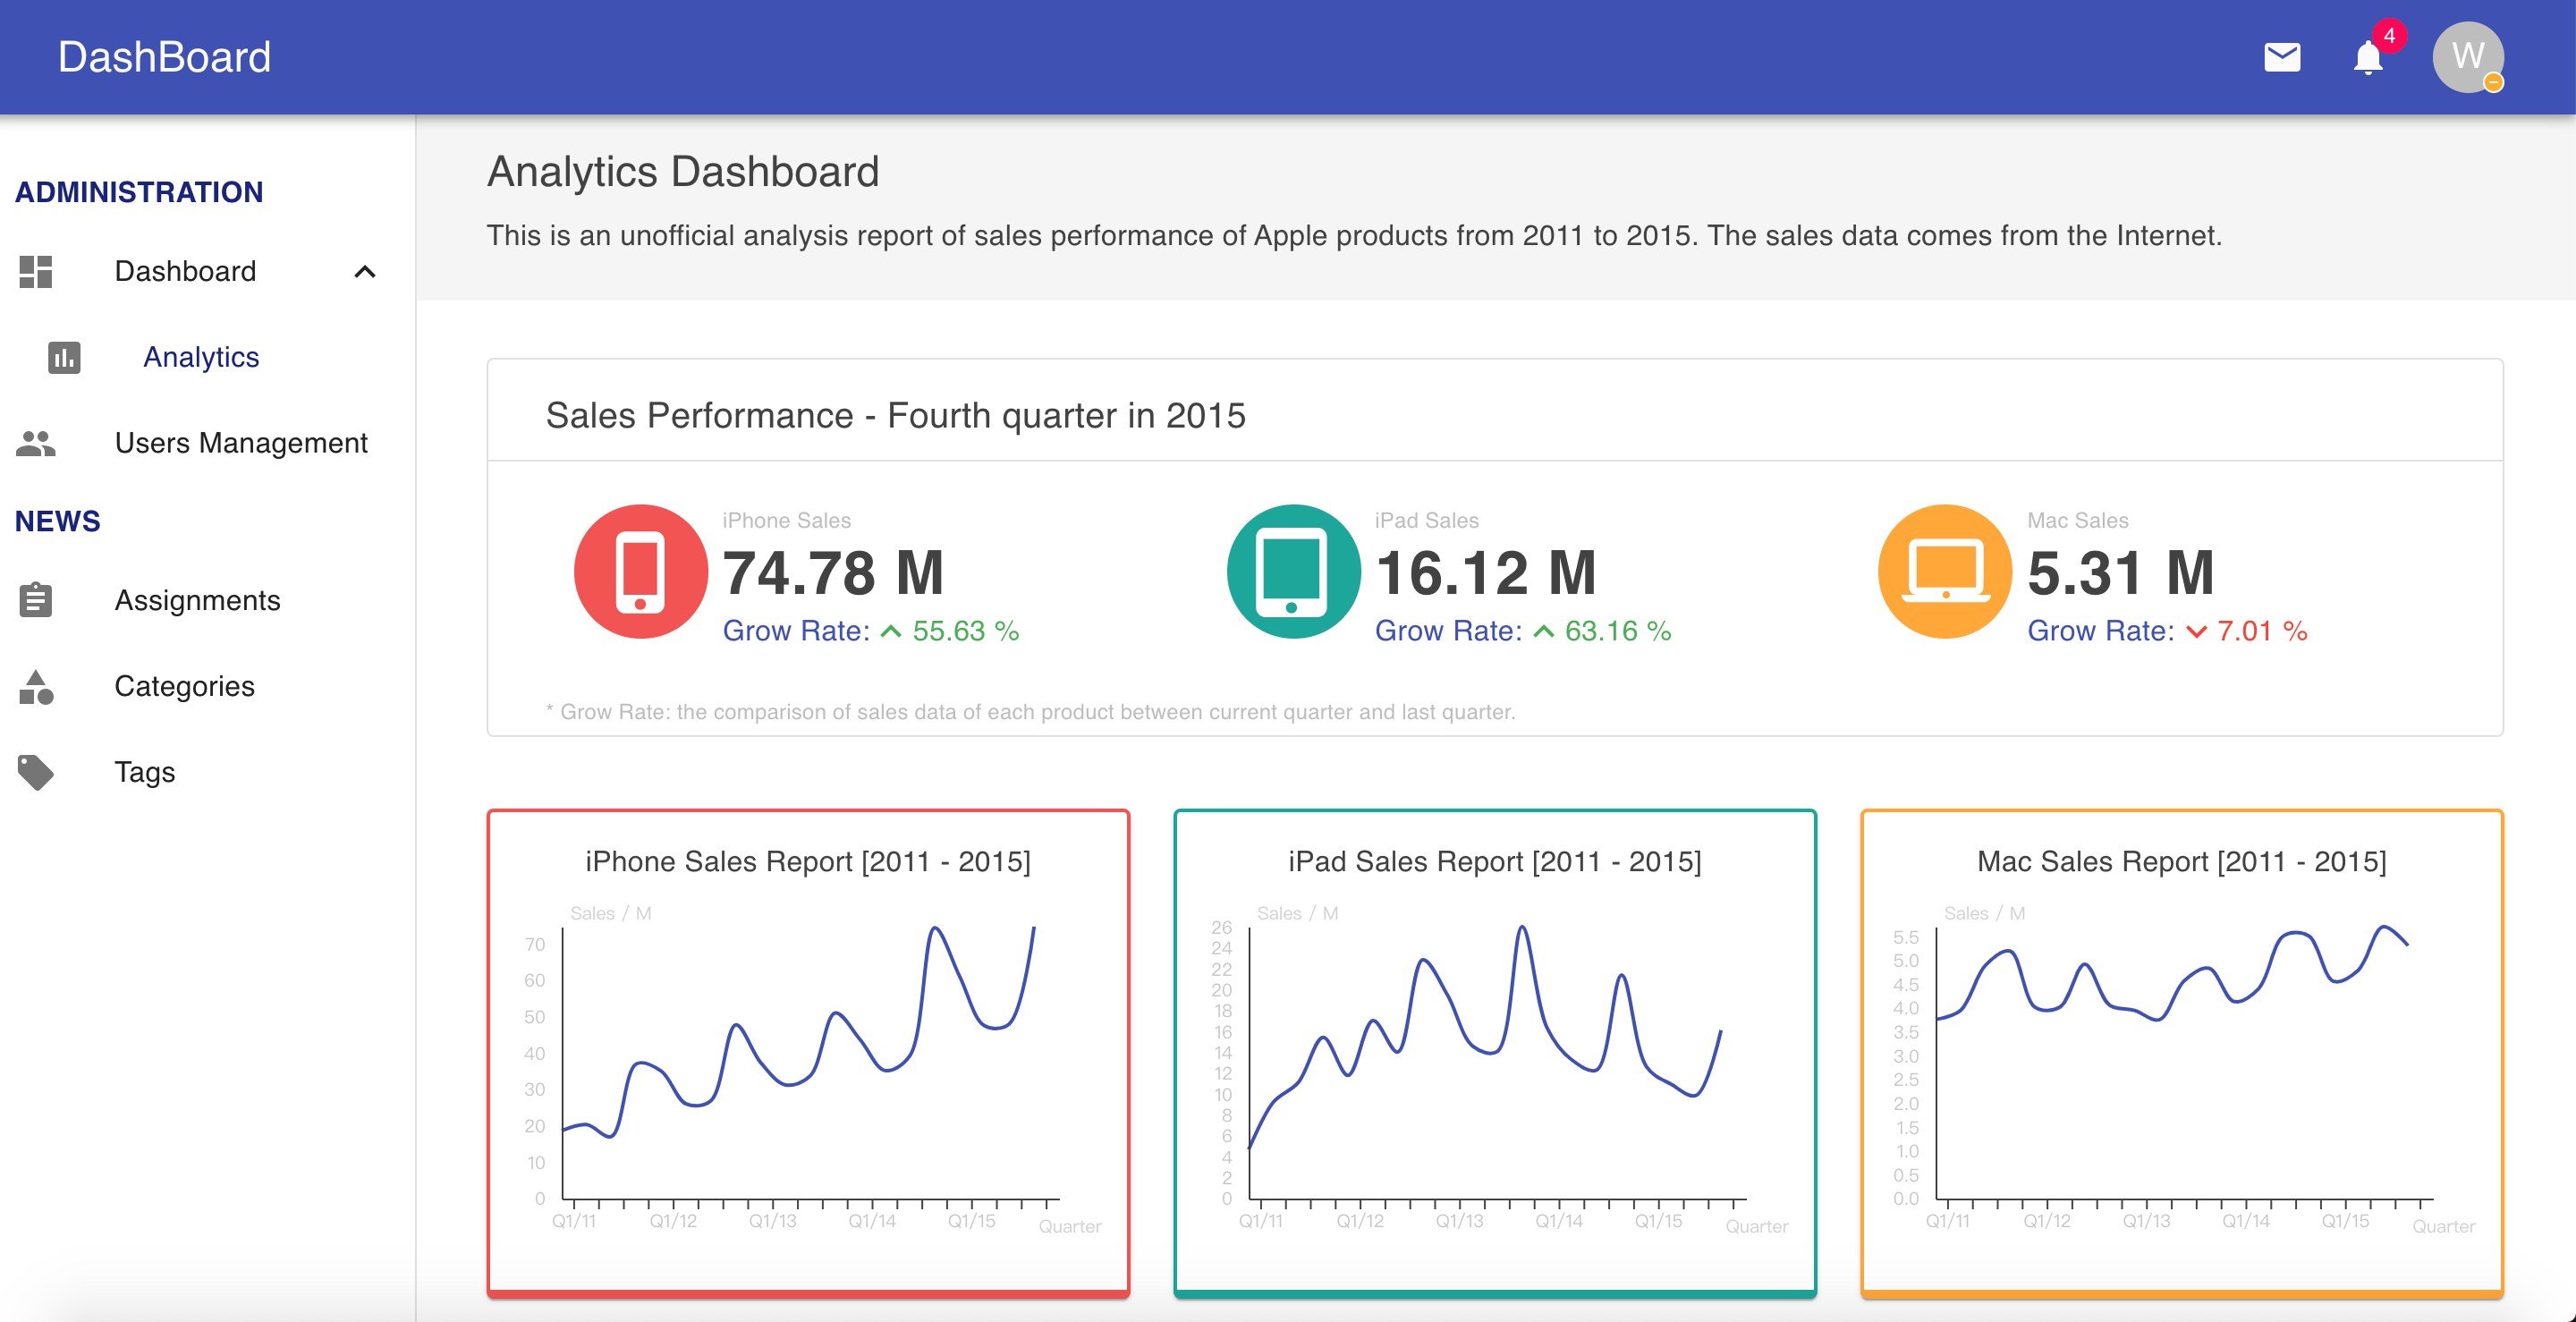 DashBoard
4
W
ADMINISTRATION
Dashboard
Analytics
Users Management
NEWS
Assignments
Categories
Tags
Analytics Dashboard
This is an unofficial analysis report of sales performance of Apple products from 2011 to 2015. The sales data comes from the Internet.
Sales Performance - Fourth quarter in 2015
iPhone Sales
74.78 M
Grow Rate: 55.63 %
iPad Sales
16.12 M
Grow Rate: 63.16 %
Mac Sales
5.31 M
Grow Rate: 7.01 %
* Grow Rate: the comparison of sales data of each product between current quarter and last quarter.
iPhone Sales Report [2011 - 2015]
Sales / M
70
60
50
40
30
20
10
0
Q1/11 Q1/12 Q1/13 Q1/14 Q1/15
Quarter
iPad Sales Report [2011 - 2015]
Sales / M
26
24
22
20
18
16
14
12
10
8
6
4
2
0
Q1/11 Q1/12 Q1/13 Q1/14 Q1/15
Quarter
Mac Sales Report [2011 - 2015]
Sales / M
5.5
5.0
4.5
4.0
3.5
3.0
2.5
2.0
1.5
1.0
0.5
0.0
Q1/11 Q1/12 Q1/13 Q1/14 Q1/15
Quarter